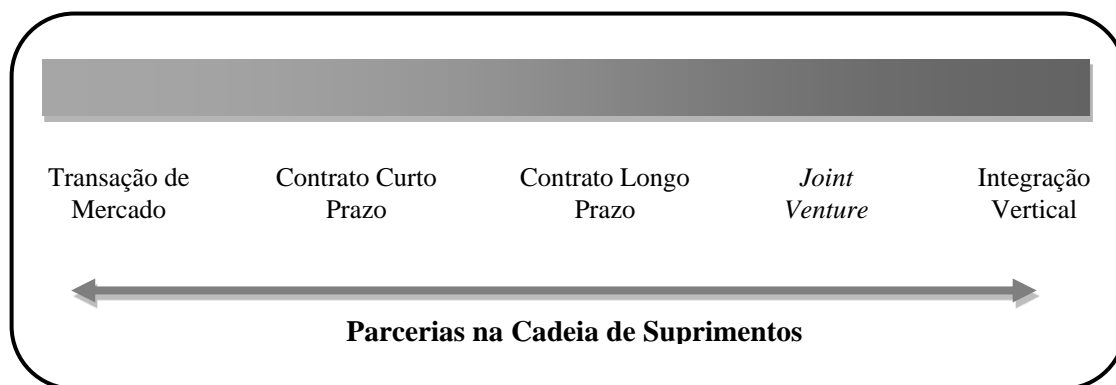 Transação de
Mercado
Contrato Curto
Prazo
Contrato Longo
Prazo
Joint
Venture
Integração
Vertical
Parcerias na Cadeia de Suprimentos